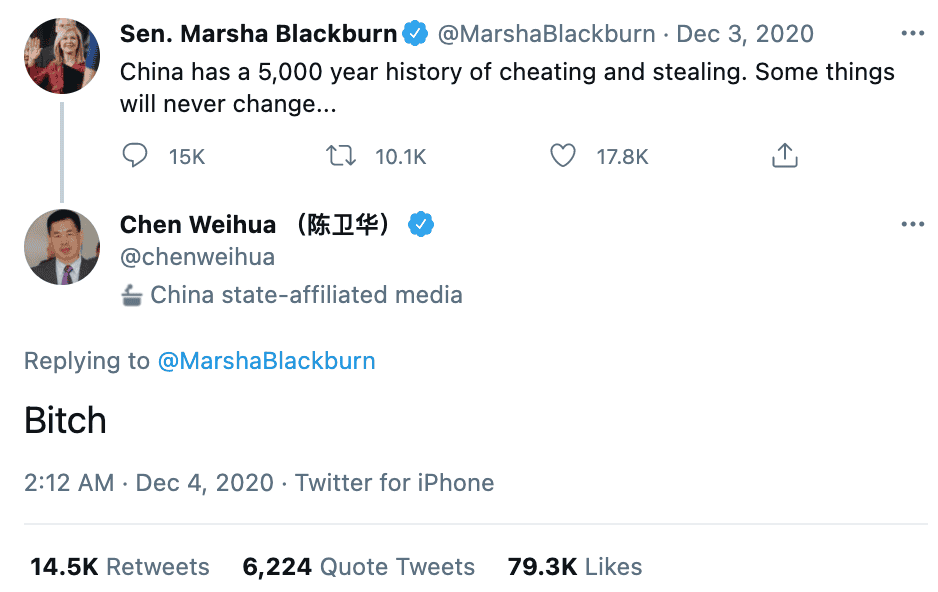 Sen. Marsha Blackburn @MarshaBlackburn · Dec 3, 2020
China has a 5,000 year history of cheating and stealing. Some things
will never change...
15K 10.1K 17.8K
Chen Weihua （陈卫华）
@chenweihua
China state-affiliated media
Replying to @MarshaBlackburn
Bitch
2:12 AM · Dec 4, 2020 · Twitter for iPhone
14.5K Retweets 6,224 Quote Tweets 79.3K Likes